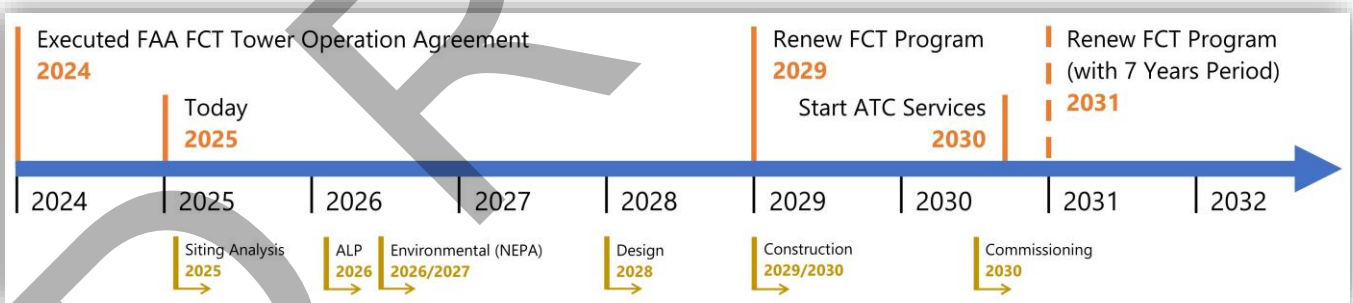 Executed FAA FCT Tower Operation Agreement
2024
Today
2025
Renew FCT Program
2029
Start ATC Services
2030
Renew FCT Program
(with 7 Years Period)
2031
2024 2025 2026 2027 2028 2029 2030 2031 2032
Siting Analysis
2025
ALP
2026
Environmental (NEPA)
2026/2027
Design
2028
Construction
2029/2030
Commissioning
2030